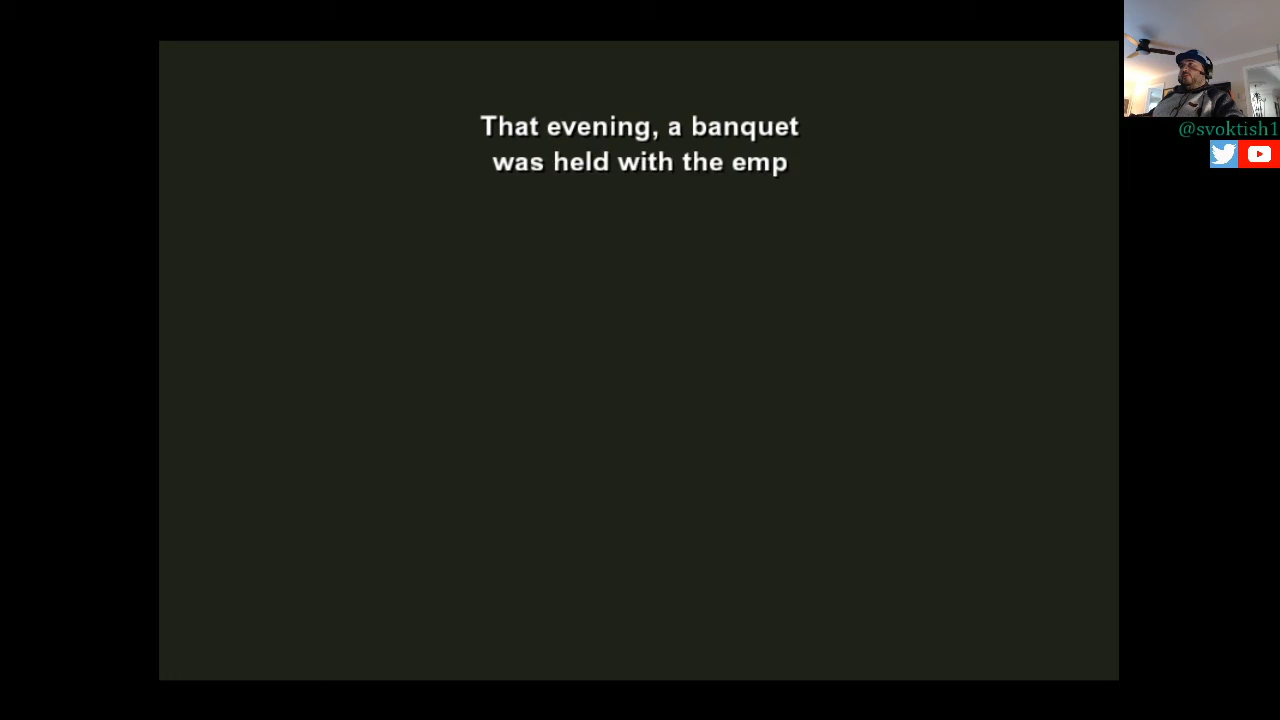 That evening, a banquet
was held with the emp
@svoktish1